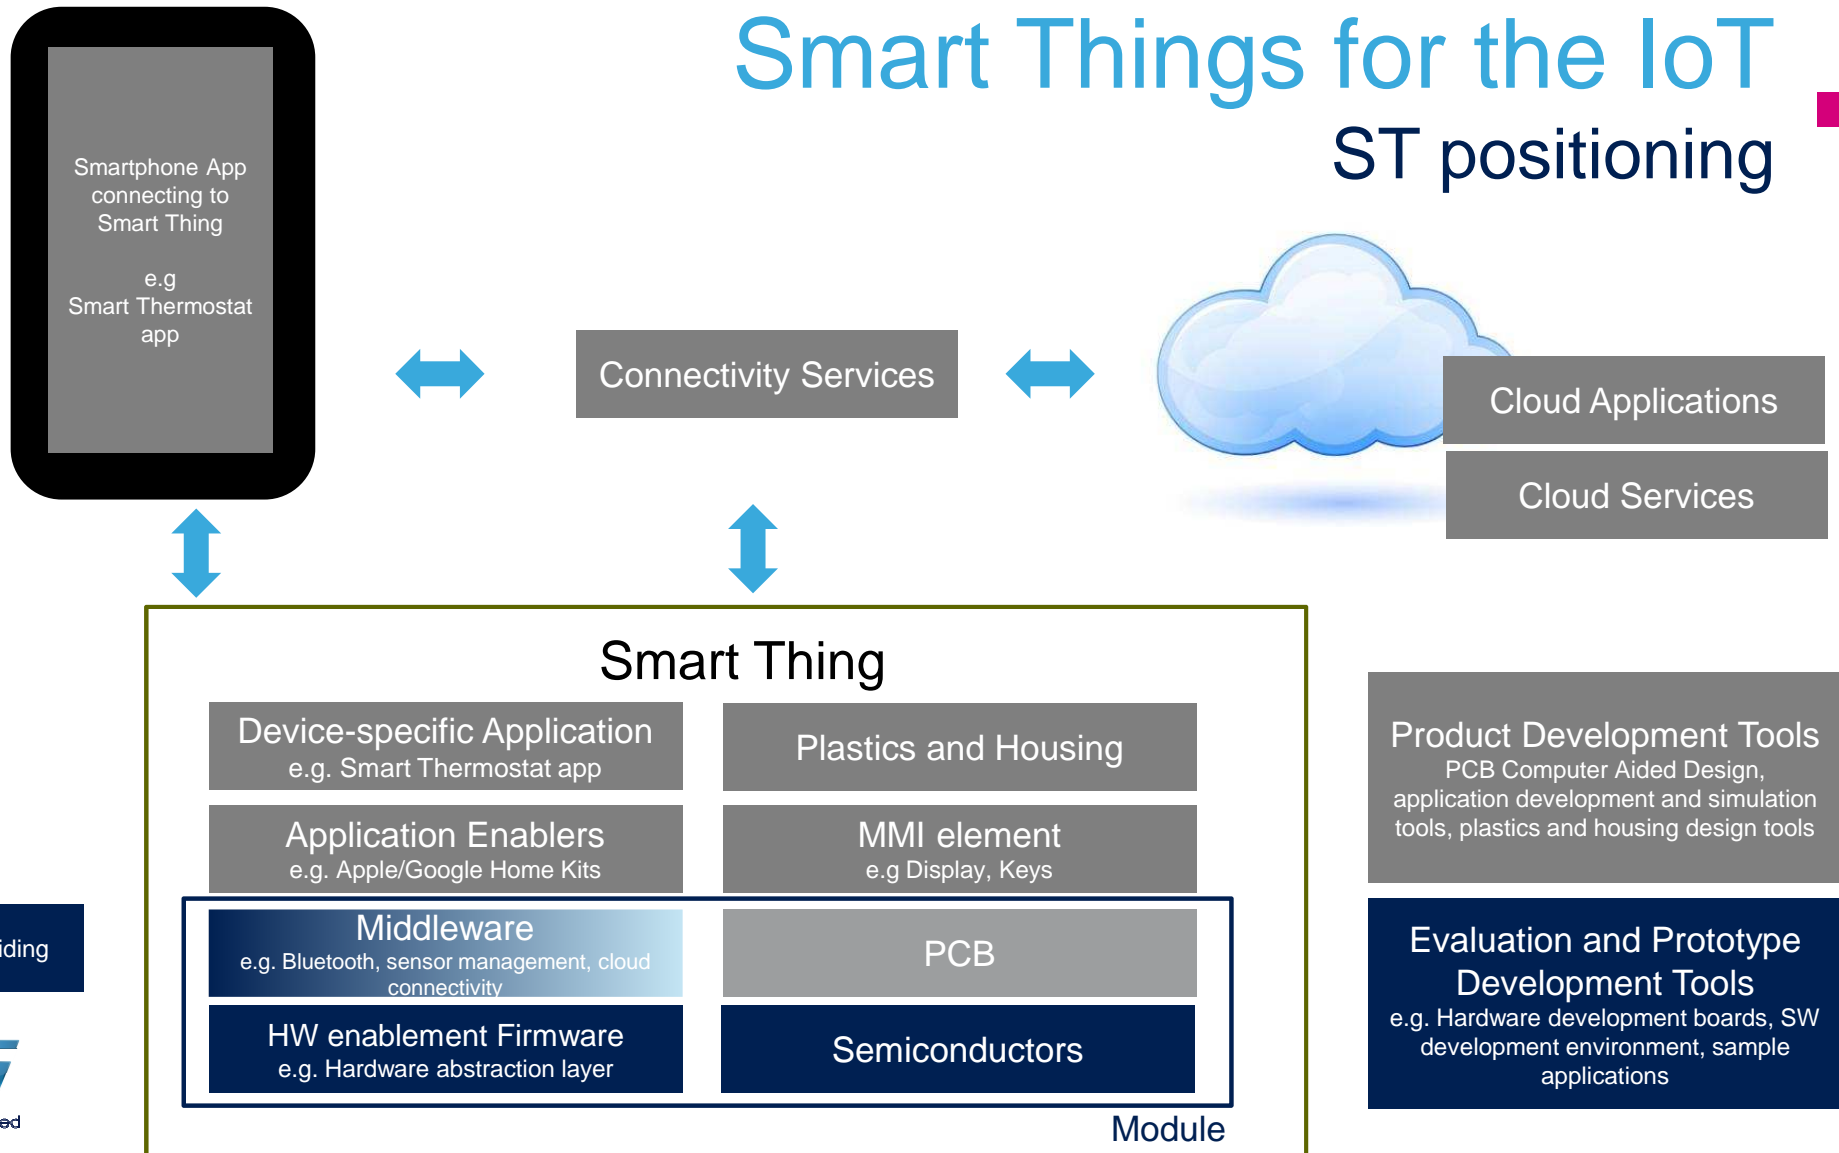 Smart Things for the IoT
ST positioning
Smartphone App
connecting to
Smart Thing
e.g
Smart Thermostat
app
Connectivity Services
Cloud Applications
Cloud Services
Smart Thing
Device-specific Application
e.g. Smart Thermostat app
Plastics and Housing
Application Enablers
e.g. Apple/Google Home Kits
MMI element
e.g Display, Keys
Middleware
e.g. Bluetooth, sensor management, cloud
connectivity
PCB
HW enablement Firmware
e.g. Hardware abstraction layer
Semiconductors
Module
Product Development Tools
PCB Computer Aided Design,
application development and simulation
tools, plastics and housing design tools
Evaluation and Prototype
Development Tools
e.g. Hardware development boards, SW
development environment, sample
applications